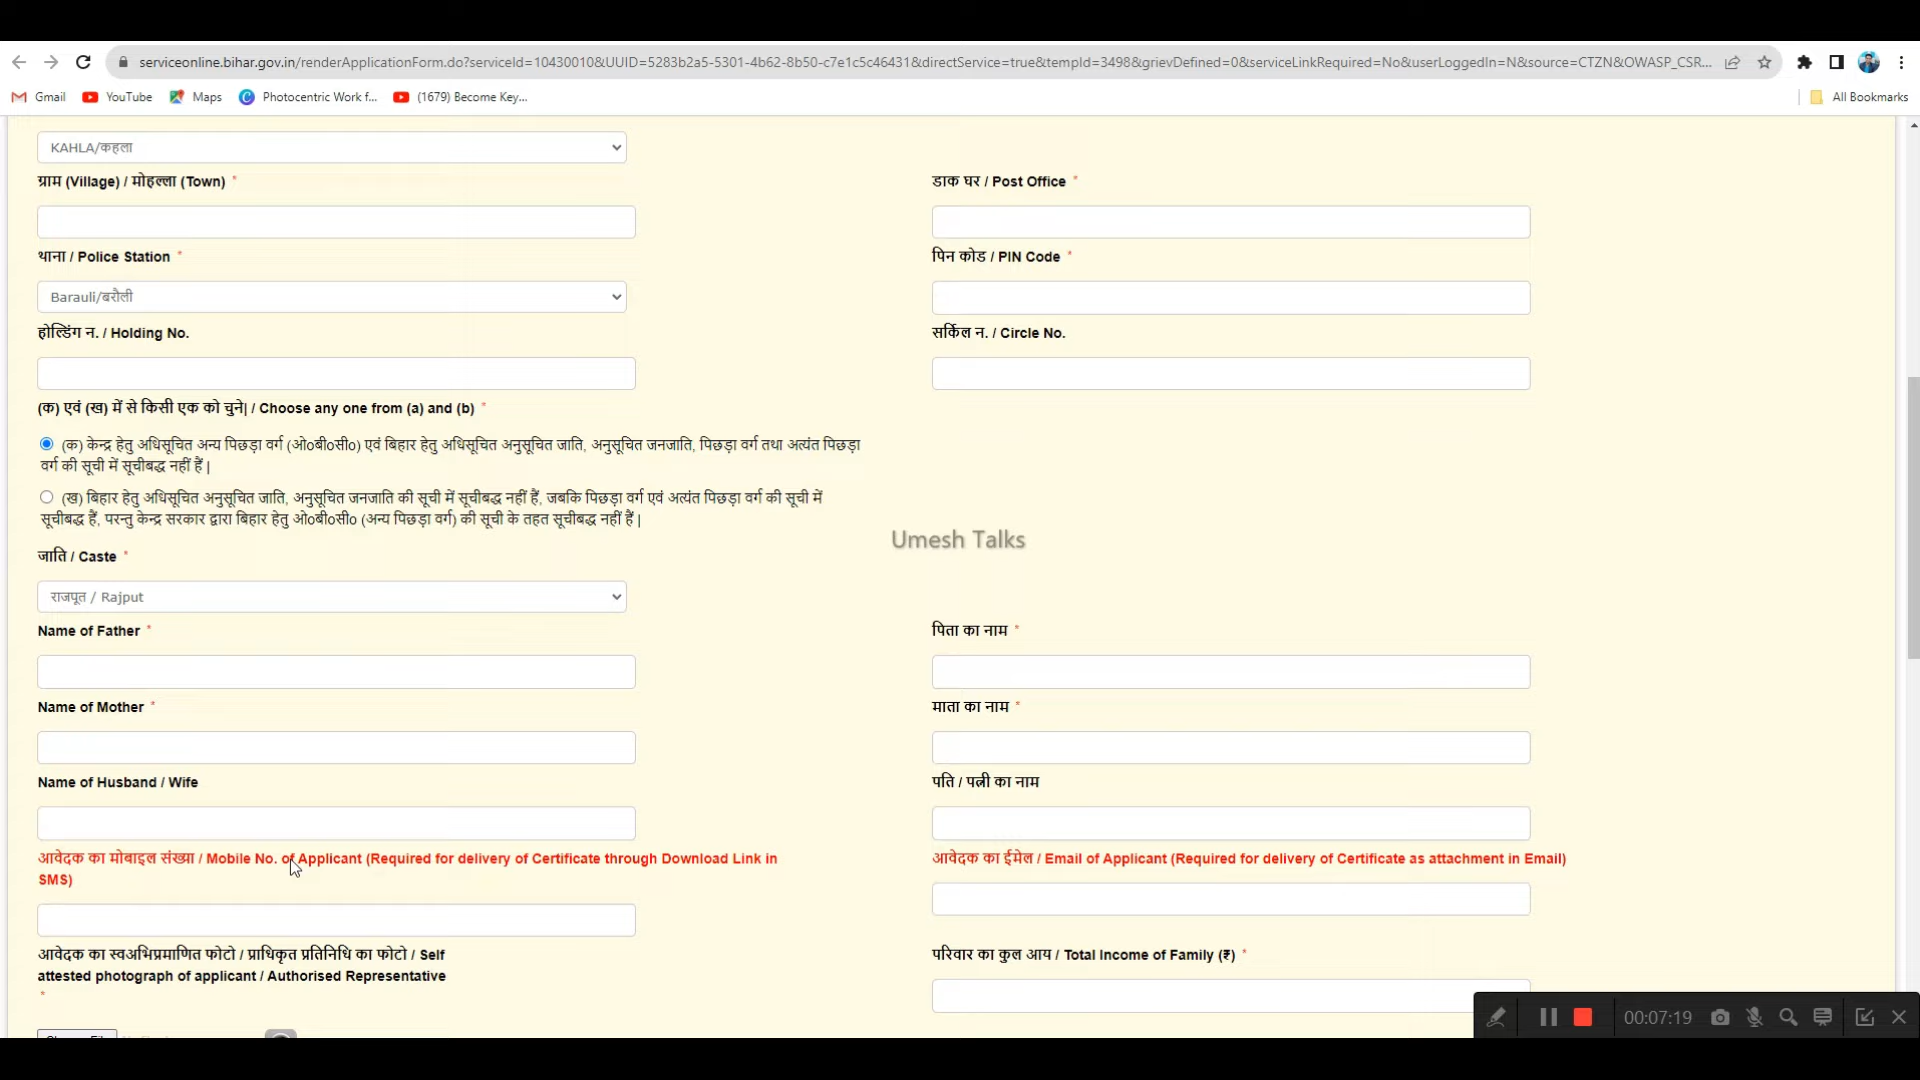 serviceonline.bihar.gov.in/renderApplicationForm.do?serviceId=10430010&UUID=5283b2a5-5301-4b62-8b50-c7e1c5c46431&directService=true&tempId=3498&grievDefined=0&serviceLinkRequired=No&userLoggedIn=N&source=CTZN&OWASP_CSR...
Gmail YouTube Maps Photocentric Work f... (1679) Become Key... All Bookmarks
KAHLA/कहला
ग्राम (Village) / मोहल्ला (Town) * डाक घर / Post Office *
थाना / Police Station * पिन कोड / PIN Code *
Barauli/बरौली
होल्डिंग न. / Holding No. सर्किल न. / Circle No.
(क) एवं (ख) में से किसी एक को चुने| / Choose any one from (a) and (b) *
(क) केन्द्र हेतु अधिसूचित अन्य पिछड़ा वर्ग (ओ०बी०सी०) एवं बिहार हेतु अधिसूचित अनुसूचित जाति, अनुसूचित जनजाति, पिछड़ा वर्ग तथा अत्यंत पिछड़ा
वर्ग की सूची में सूचीबद्ध नहीं हैं |
(ख) बिहार हेतु अधिसूचित अनुसूचित जाति, अनुसूचित जनजाति की सूची में सूचीबद्ध नहीं हैं, जबकि पिछड़ा वर्ग एवं अत्यंत पिछड़ा वर्ग की सूची में
सूचीबद्ध हैं, परन्तु केन्द्र सरकार द्वारा बिहार हेतु ओ०बी०सी० (अन्य पिछड़ा वर्ग) की सूची के तहत सूचीबद्ध नहीं हैं |
Umesh Talks
जाति / Caste *
राजपूत / Rajput
Name of Father * पिता का नाम *
Name of Mother * माता का नाम *
Name of Husband / Wife पति / पत्नी का नाम
आवेदक का मोबाइल संख्या / Mobile No. of Applicant (Required for delivery of Certificate through Download Link in
SMS)
आवेदक का ईमेल / Email of Applicant (Required for delivery of Certificate as attachment in Email)
आवेदक का स्वअभिप्रमाणित फोटो / प्राधिकृत प्रतिनिधि का फोटो / Self
attested photograph of applicant / Authorised Representative
*
परिवार का कुल आय / Total Income of Family (₹) *
00:07:19